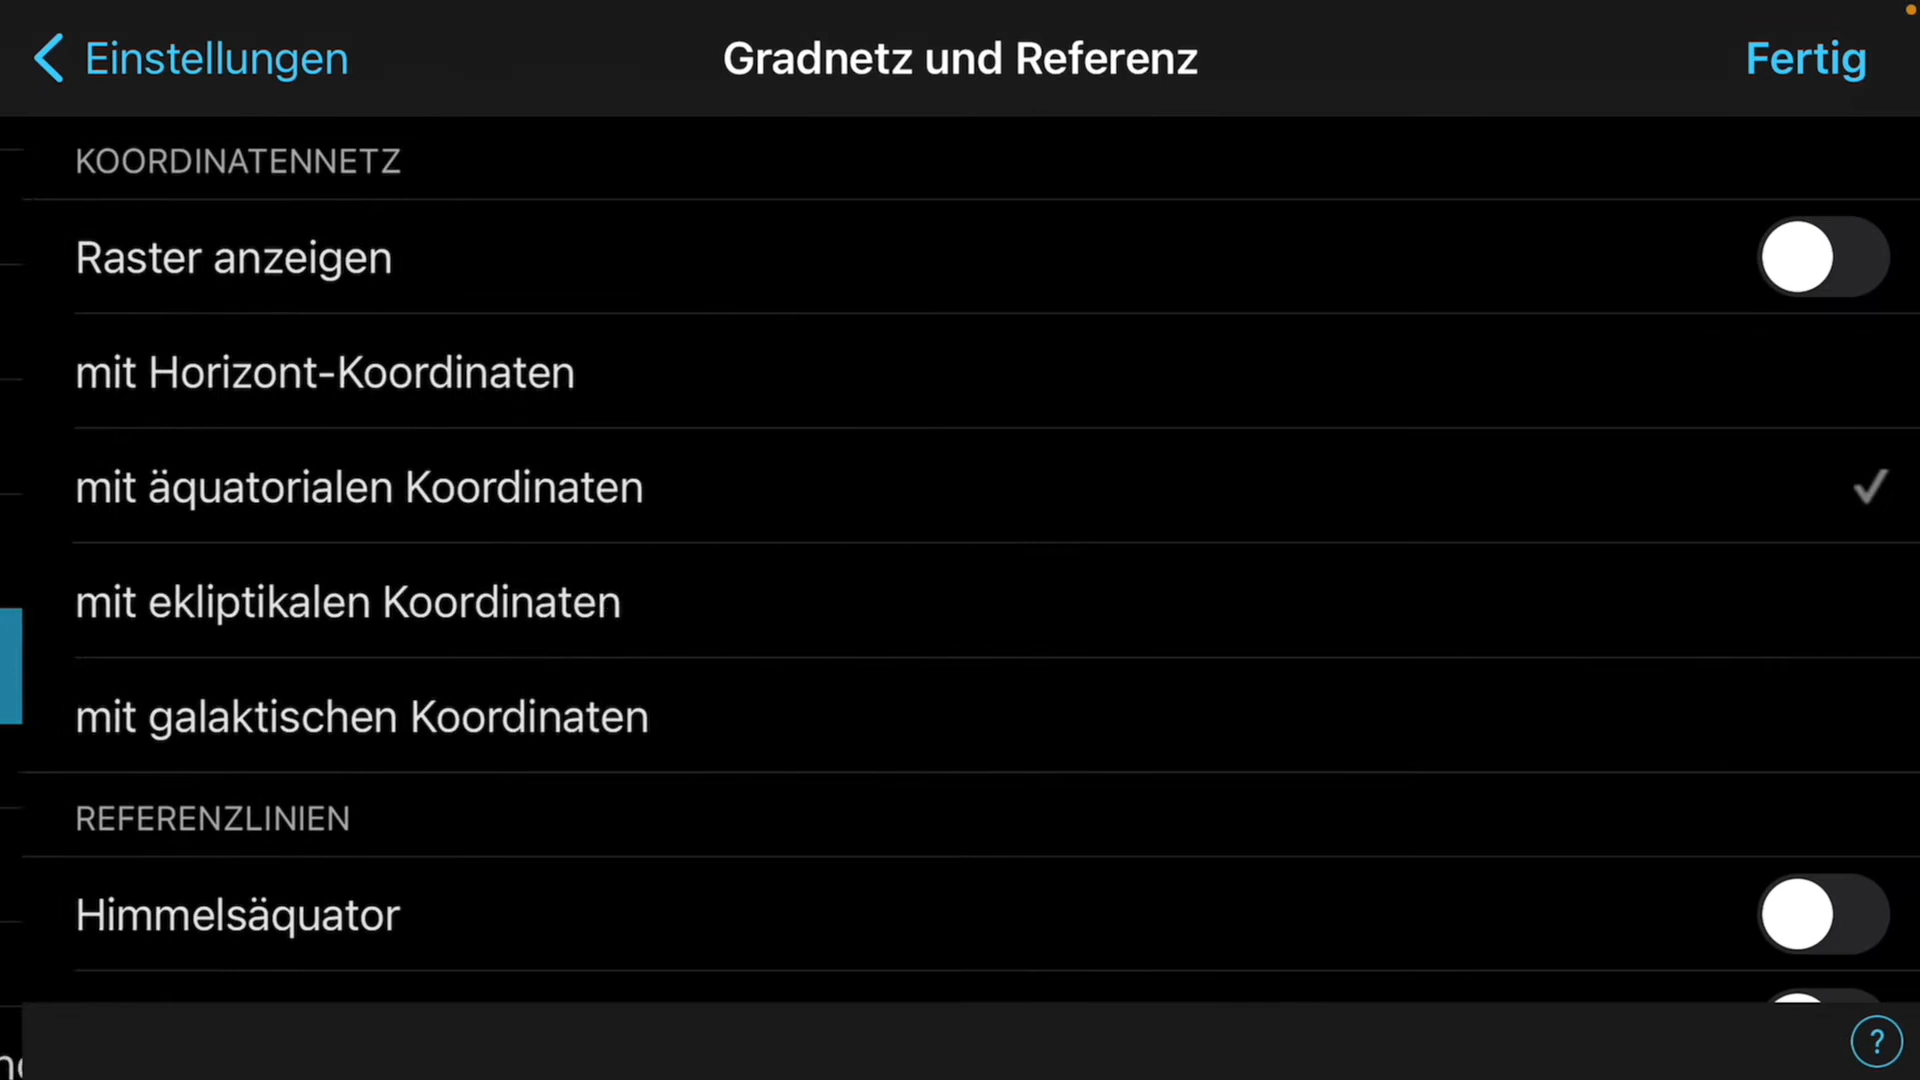 Einstellungen
Gradnetz und Referenz
Fertig
KOORDINATENNETZ
Raster anzeigen
mit Horizont-Koordinaten
mit äquatorialen Koordinaten
mit ekliptikalen Koordinaten
mit galaktischen Koordinaten
REFERENZLINIEN
Himmelsäquator
?